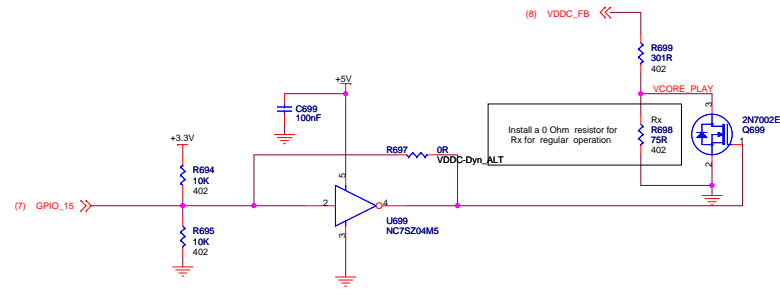 (8) VDDC_FB
R699
301R
402
+5V
VCORE_PLAY
C699
100nF
3
2N7002E
Q699
Install a 0 Ohm resistor for
Rx for regular operation
Rx
R698
75R
402
1
2
+3.3V
R697 0R
VDDC-Dyn_ALT
R694
10K
402
5
(7) GPIO_15
2
4
U699
NC7SZ04M5
3
R695
10K
402